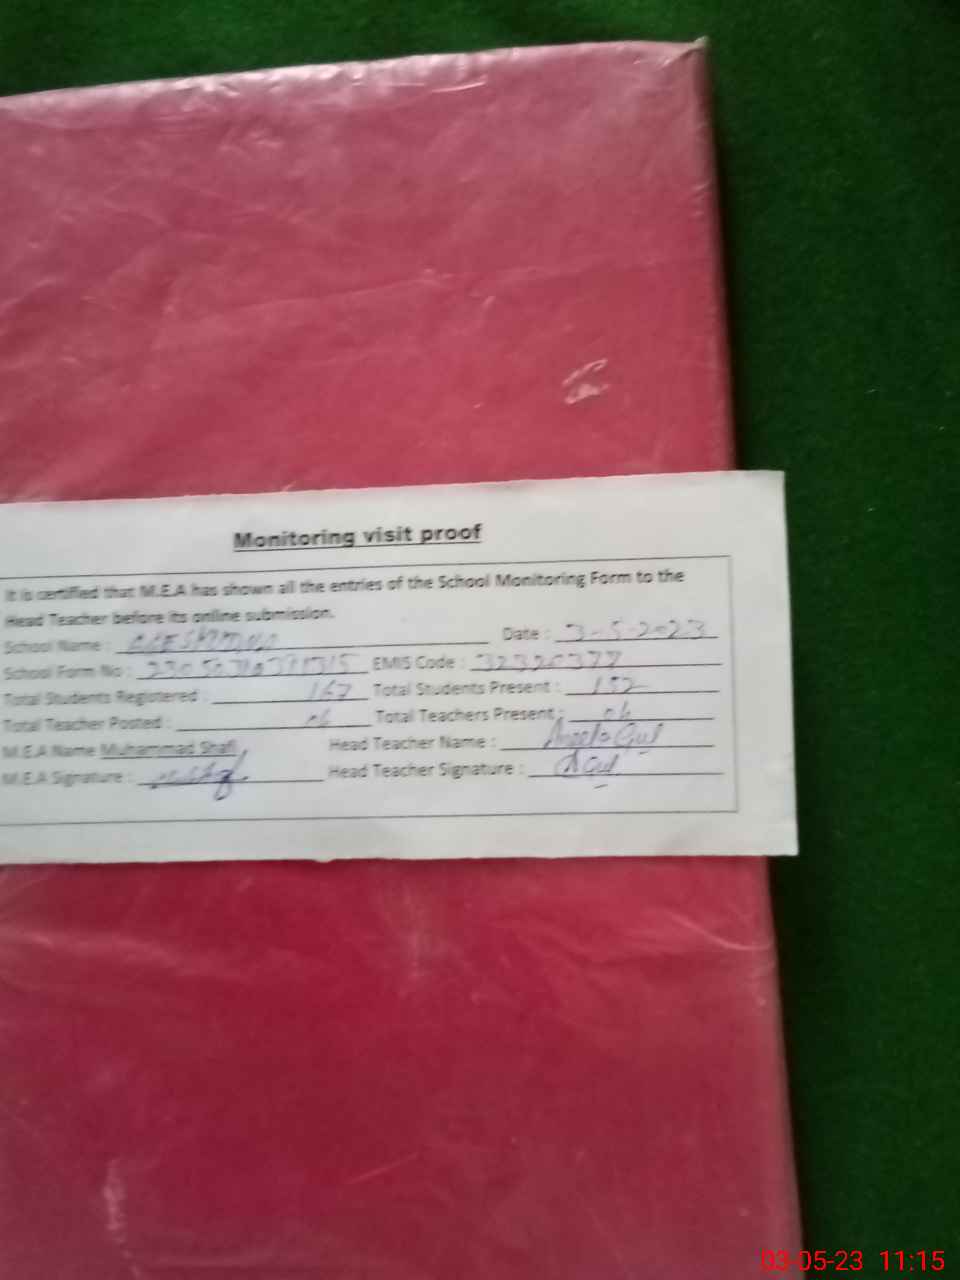 Monitoring visit proof
It is certified that M.E.A has shown all the entries of the School Monitoring Form to the
Head Teacher before its online submission.
School Name : Date : 3-5-2023
School Form No : EMIS Code :
Total Students Registered : 167 Total Students Present : 152
Total Teacher Posted : 06 Total Teachers Present : 06
M.E.A Name Muhammad Shafi Head Teacher Name : Gul
M.E.A Signature : Head Teacher Signature : A Gul
03-05-23 11:15